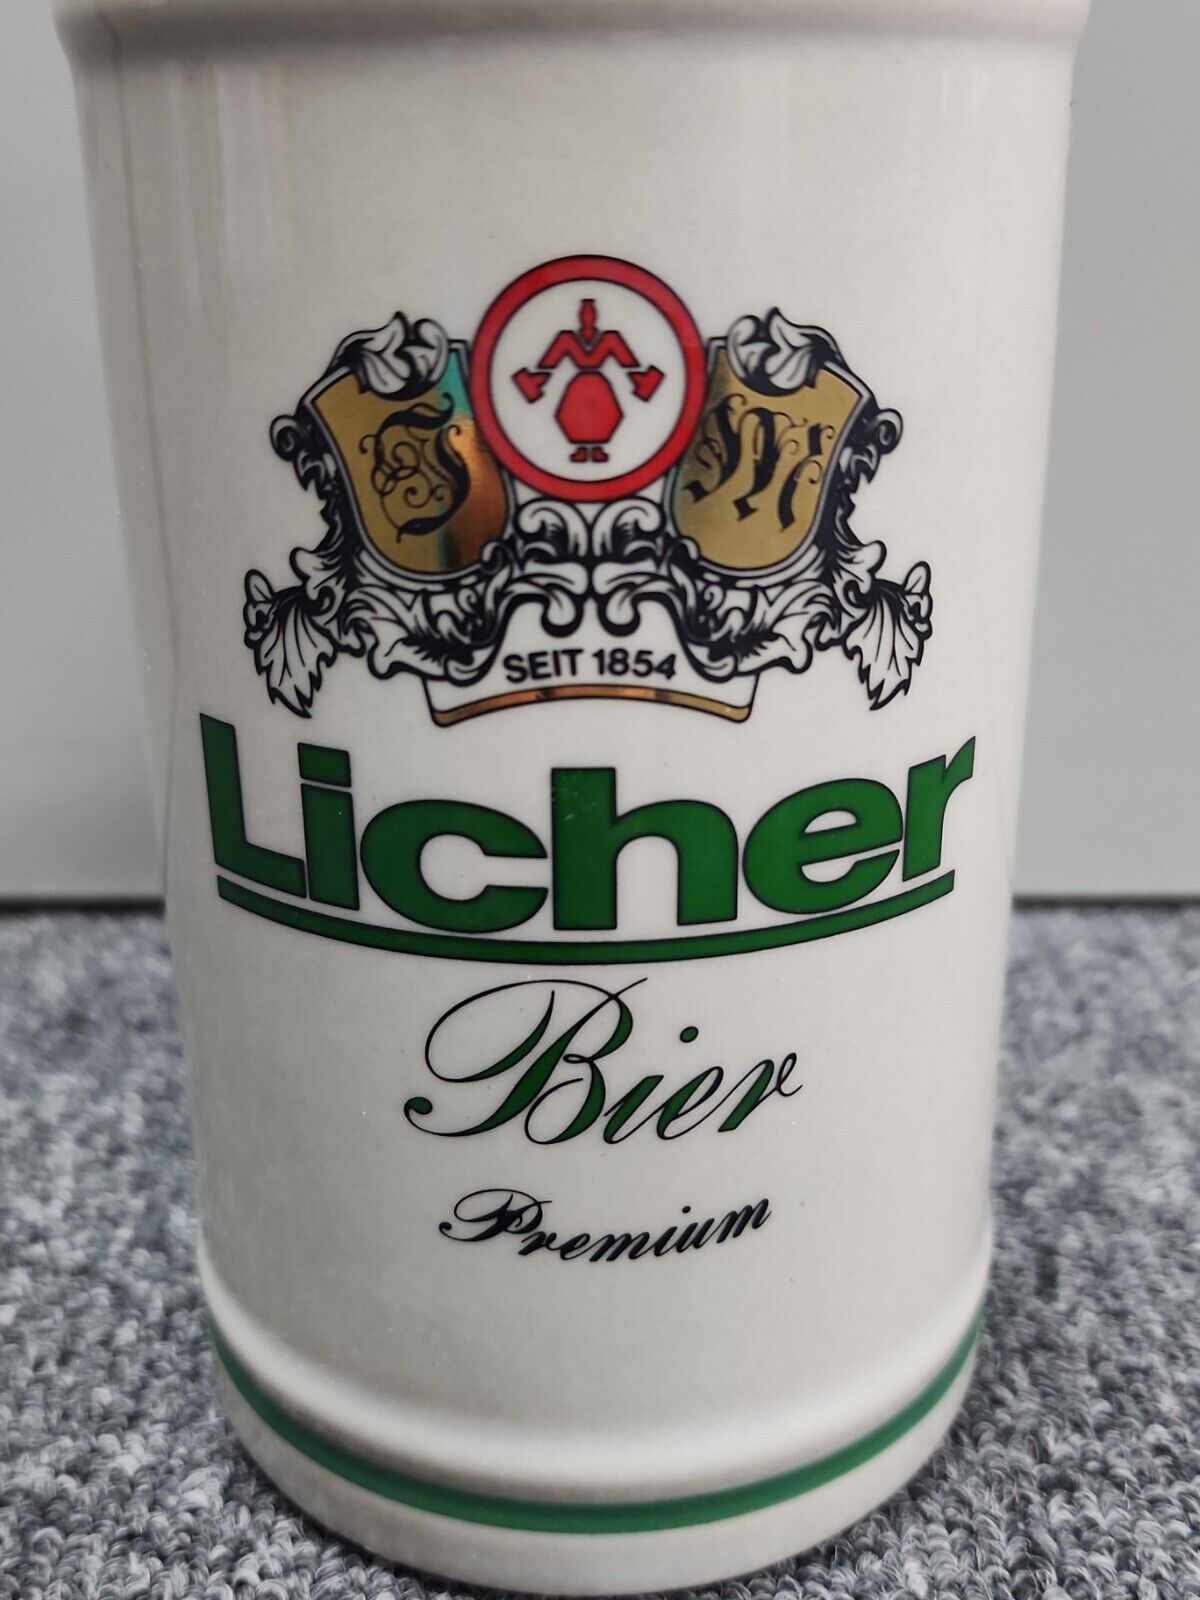 J M
SEIT 1854
Licher
Bier
Premium